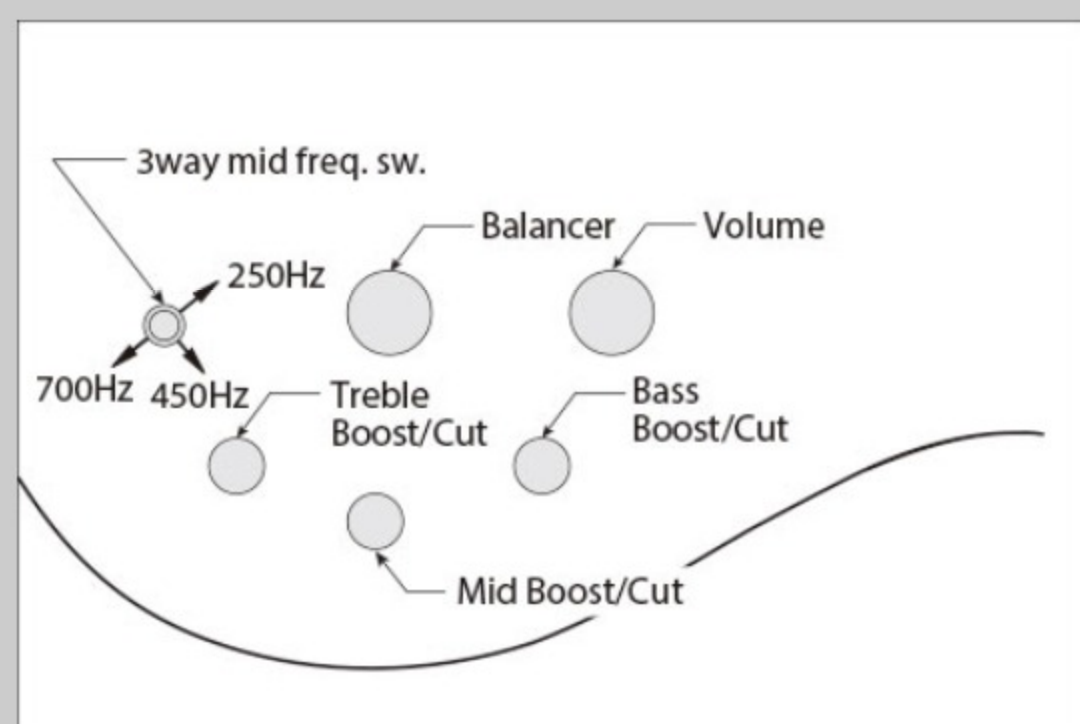 3way mid freq. sw.
Balancer
Volume
250Hz
700Hz
450Hz
Treble
Boost/Cut
Bass
Boost/Cut
Mid Boost/Cut